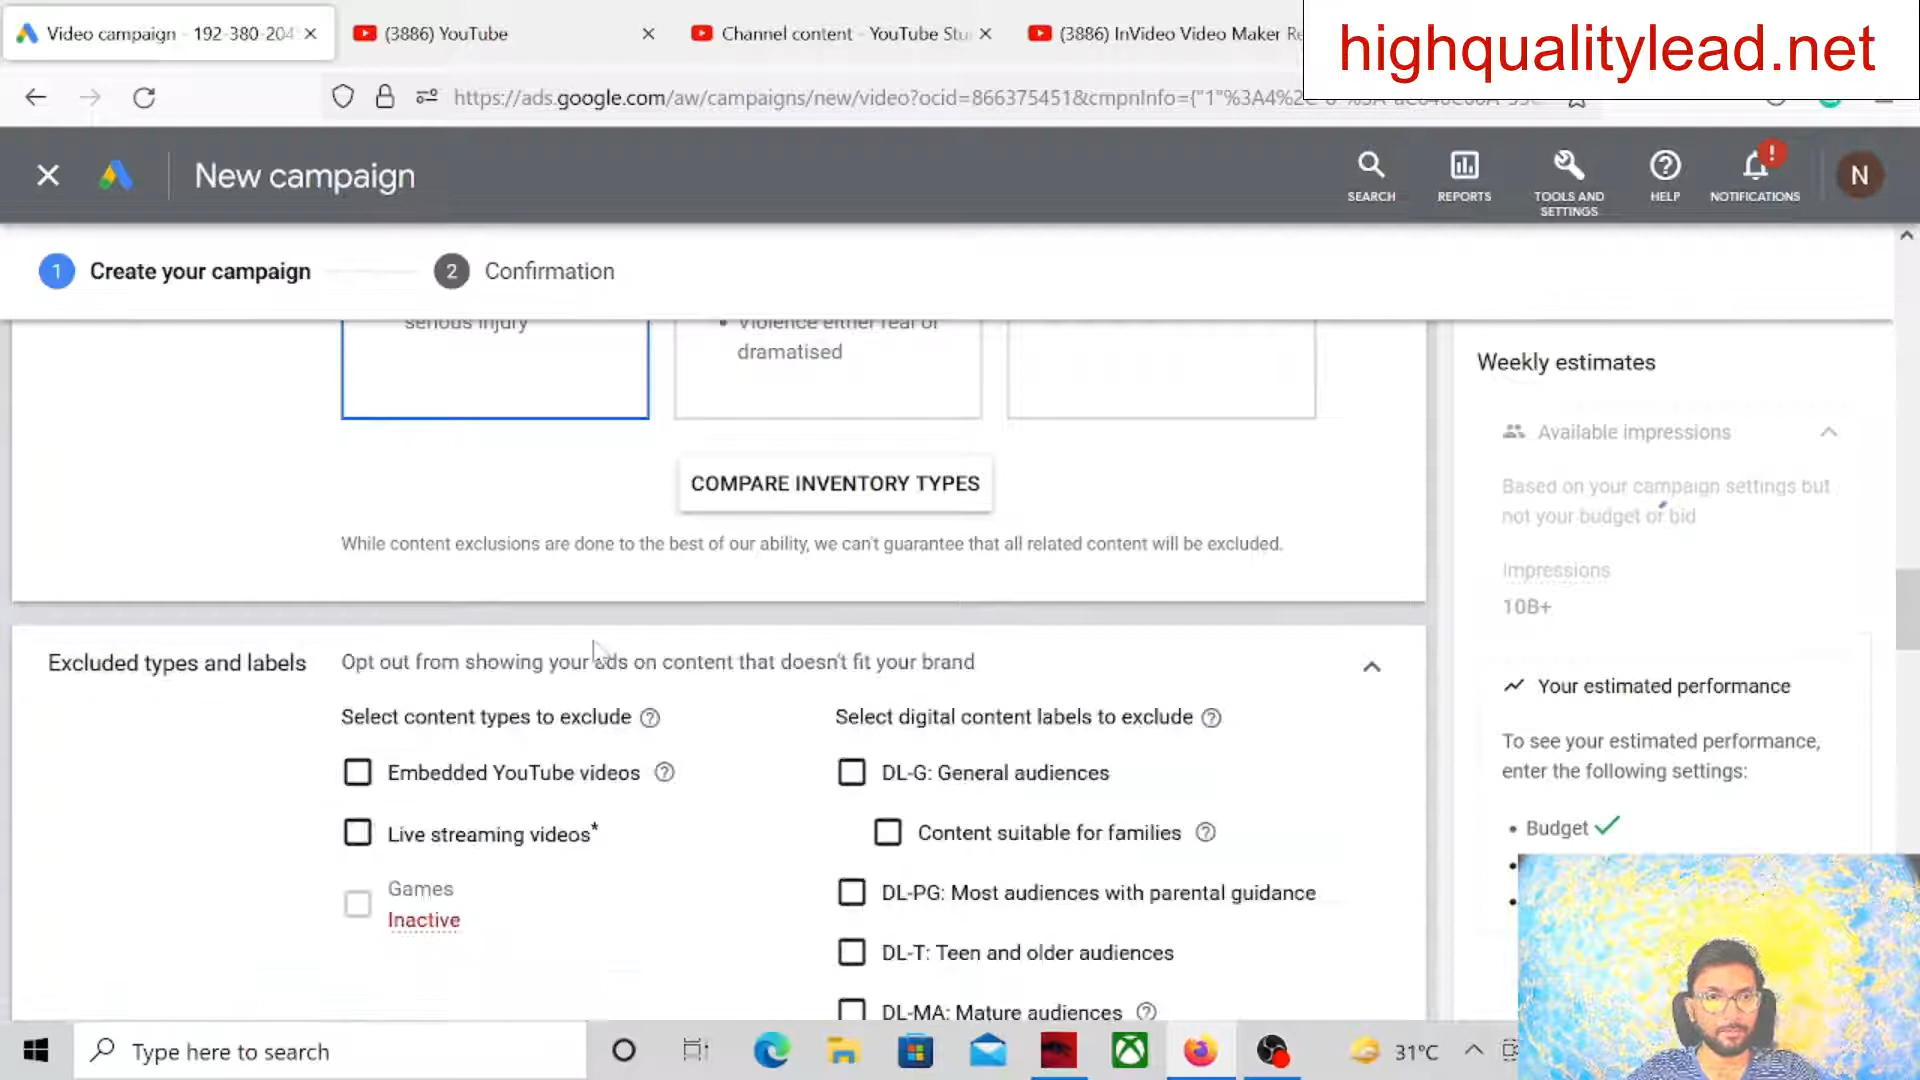 Video campaign - 192-380-204
(3886) YouTube
Channel content - YouTube Stu
(3886) InVideo Video Maker Re
highqualitylead.net
https://ads.google.com/aw/campaigns/new/video?ocid=866375451&cmpnInfo={"1"%3A4%2C
New campaign
SEARCH
REPORTS
TOOLS AND
SETTINGS
HELP
!
NOTIFICATIONS
N
1 Create your campaign
2 Confirmation
serious injury
• Violence either real or
dramatised
COMPARE INVENTORY TYPES
While content exclusions are done to the best of our ability, we can't guarantee that all related content will be excluded.
Weekly estimates
Available impressions
Based on your campaign settings but
not your budget or bid
Impressions
10B+
Your estimated performance
To see your estimated performance,
enter the following settings:
• Budget
Excluded types and labels
Opt out from showing your ads on content that doesn't fit your brand
Select content types to exclude
Embedded YouTube videos
Live streaming videos*
Games
Inactive
Select digital content labels to exclude
DL-G: General audiences
Content suitable for families
DL-PG: Most audiences with parental guidance
DL-T: Teen and older audiences
DL-MA: Mature audiences
Type here to search
31°C